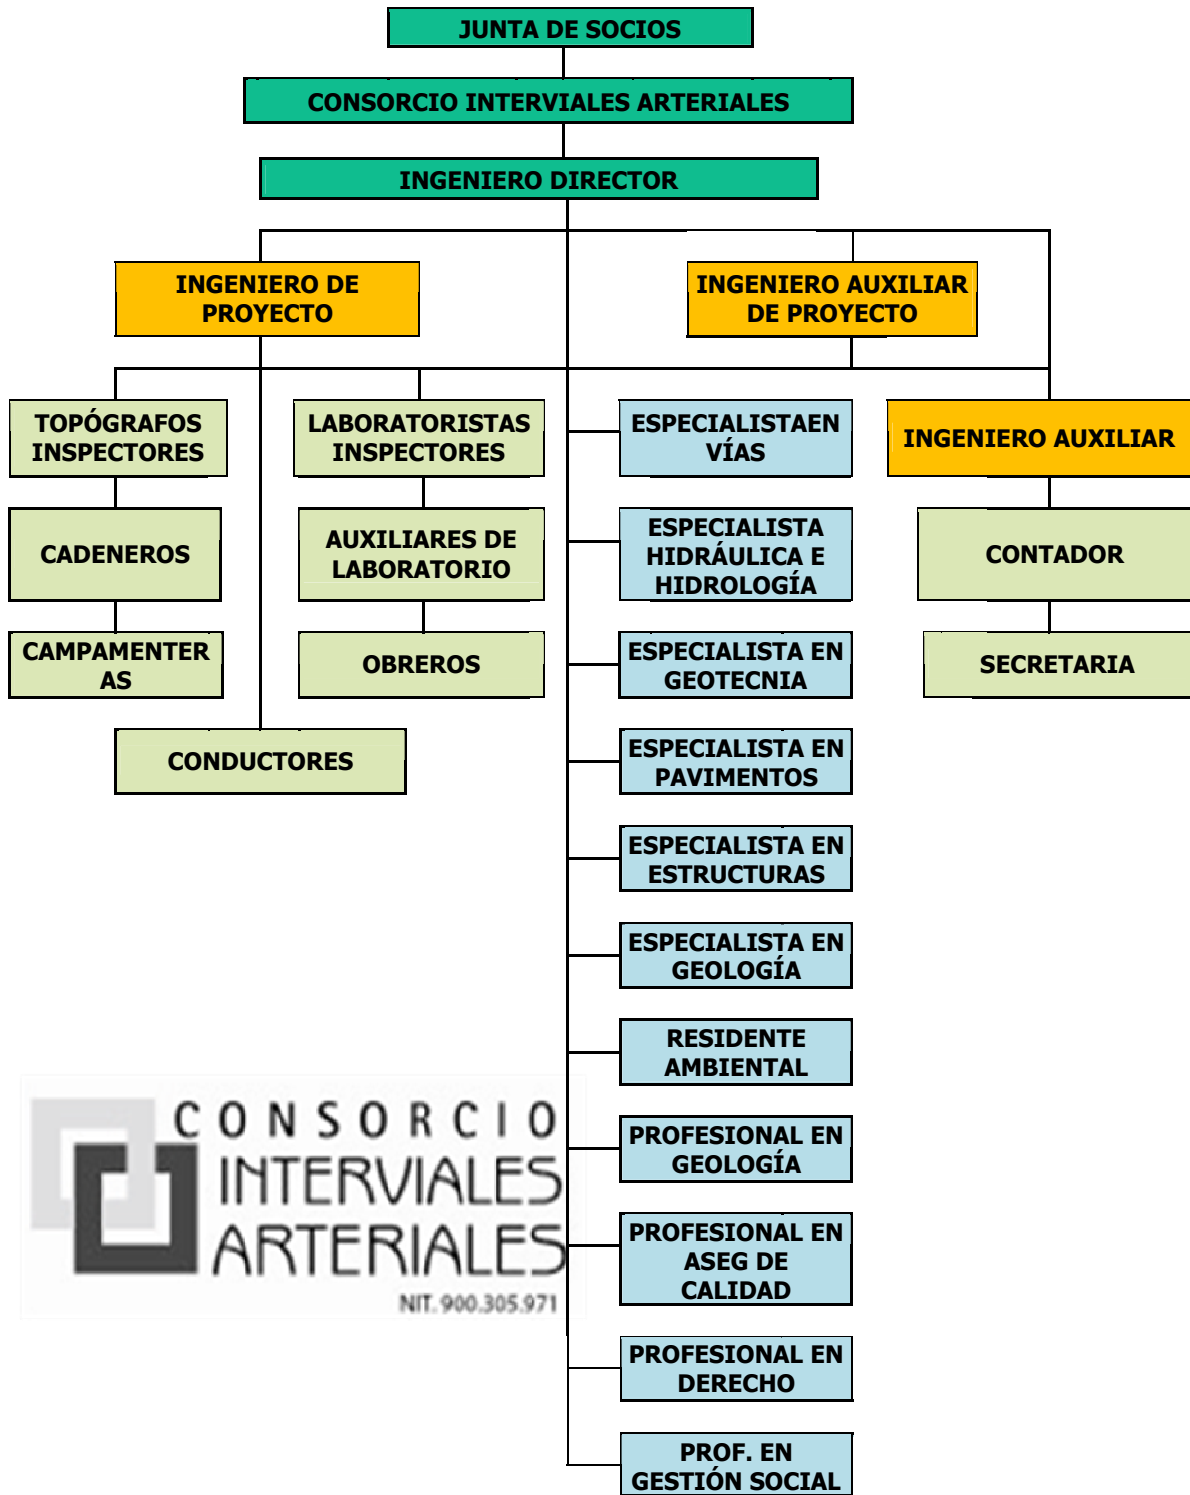 JUNTA DE SOCIOS
CONSORCIO INTERVIALES ARTERIALES
INGENIERO DIRECTOR
INGENIERO DE
PROYECTO
INGENIERO AUXILIAR
DE PROYECTO
TOPÓGRAFOS
INSPECTORES
LABORATORISTAS
INSPECTORES
ESPECIALISTAEN
VÍAS
INGENIERO AUXILIAR
CADENEROS
AUXILIARES DE
LABORATORIO
ESPECIALISTA
HIDRÁULICA E
HIDROLOGÍA
CONTADOR
CAMPAMENTER
AS
OBREROS
ESPECIALISTA EN
GEOTECNIA
SECRETARIA
CONDUCTORES
ESPECIALISTA EN
PAVIMENTOS
ESPECIALISTA EN
ESTRUCTURAS
ESPECIALISTA EN
GEOLOGÍA
RESIDENTE
AMBIENTAL
CONSORCIO
INTERVIALES
ARTERIALES
NIT. 900.305.971
PROFESIONAL EN
GEOLOGÍA
PROFESIONAL EN
ASEG DE
CALIDAD
PROFESIONAL EN
DERECHO
PROF. EN
GESTIÓN SOCIAL